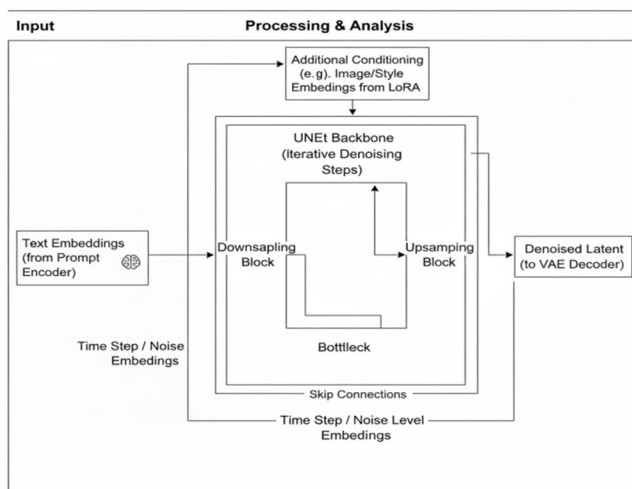 Input
Processing & Analysis
Additional Conditioning
(e.g). Image/Style
Embedings from LoRA
UNEt Backbone
(iterative Denoising
Steps)
Text Embeddings
(from Prompt
Encoder)
Downsapling
Block
Upsamping
Block
Denoised Latent
(to VAE Decoder)
Time Step / Noise
Embedings
Bottlleck
Skip Connections
Time Step / Noise Level
Embedings